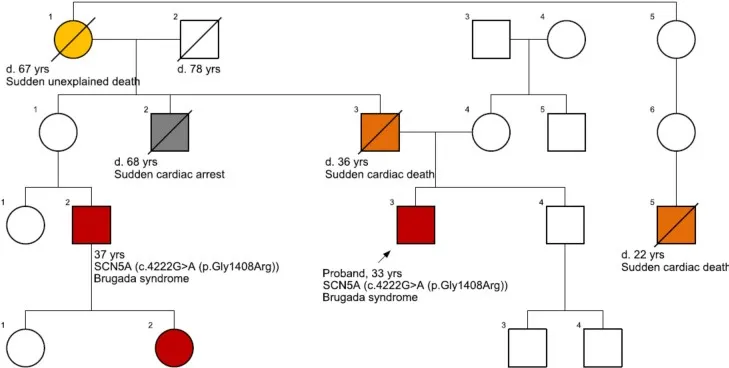 1
2
3
4
5
d. 67 yrs
Sudden unexplained death
d. 78 yrs
1
2
3
4
5
6
d. 68 yrs
Sudden cardiac arrest
d. 36 yrs
Sudden cardiac death
1
2
3
4
5
37 yrs
SCN5A (c.4222G>A (p.Gly1408Arg))
Brugada syndrome
Proband, 33 yrs
SCN5A (c.4222G>A (p.Gly1408Arg))
Brugada syndrome
d. 22 yrs
Sudden cardiac death
1
2
3
4